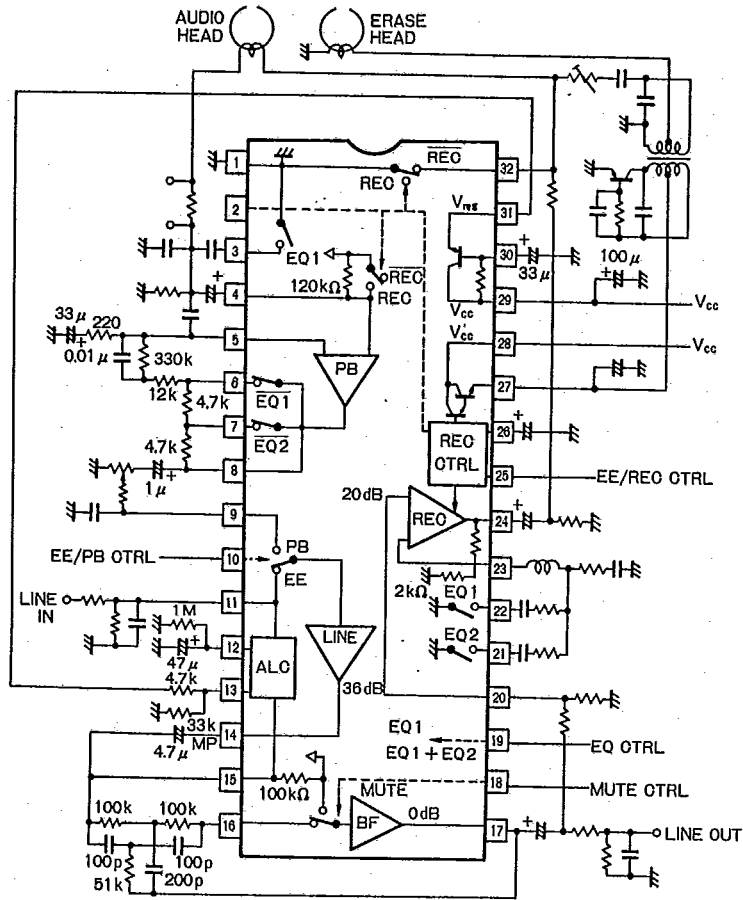 AUDIO HEAD
ERASE HEAD
1
REC
REC
32
2
Vref
31
3
EQ1
REC
REC
120kΩ
30
33μ
100μ
4
Vcc
29
Vcc
33μ
220
5
Vcc'
28
Vcc
0.01μ
330k
PB
27
12k
6
EQ1
4.7k
7
EQ2
REC CTRL
26
4.7k
8
25
EE/REC CTRL
1μ
20dB
REC
24
9
EE/PB CTRL
10
PB
EE
23
2kΩ
EQ1
22
LINE IN
11
1M
EQ2
21
12
47μ
ALC
LINE
4.7k
13
36dB
20
33k
14
4.7μ
MP
EQ1
EQ1+EQ2
19
EQ CTRL
15
100kΩ
MUTE
18
MUTE CTRL
100k
100k
16
BF
0dB
17
LINE OUT
100p
100p
51k
200p